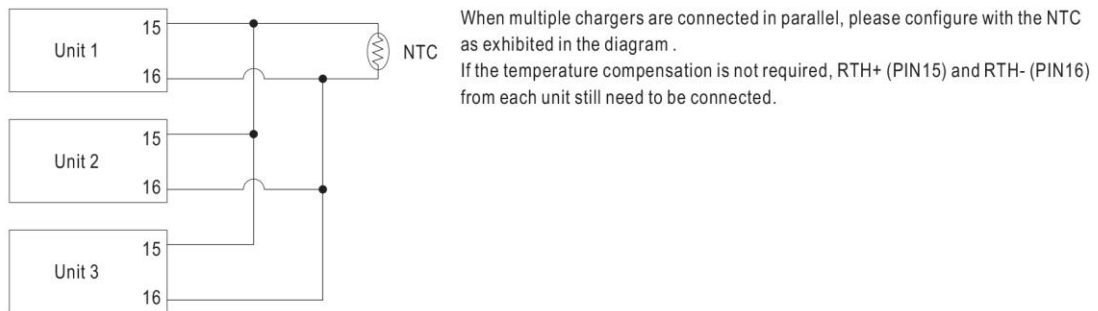 Unit 1
15
16
NTC
Unit 2
15
16
Unit 3
15
16
When multiple chargers are connected in parallel, please configure with the NTC
as exhibited in the diagram .
If the temperature compensation is not required, RTH+ (PIN15) and RTH- (PIN16)
from each unit still need to be connected.